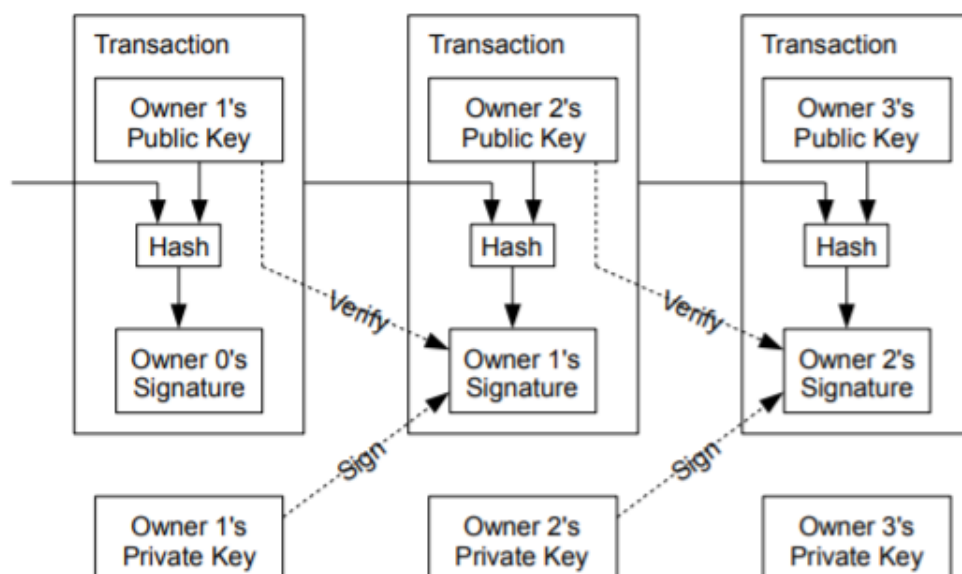 Transaction
Transaction
Transaction
Owner 1's
Public Key
Owner 2's
Public Key
Owner 3's
Public Key
Hash
Hash
Hash
Verify
Verify
Owner 0's
Signature
Owner 1's
Signature
Owner 2's
Signature
Sign
Sign
Owner 1's
Private Key
Owner 2's
Private Key
Owner 3's
Private Key